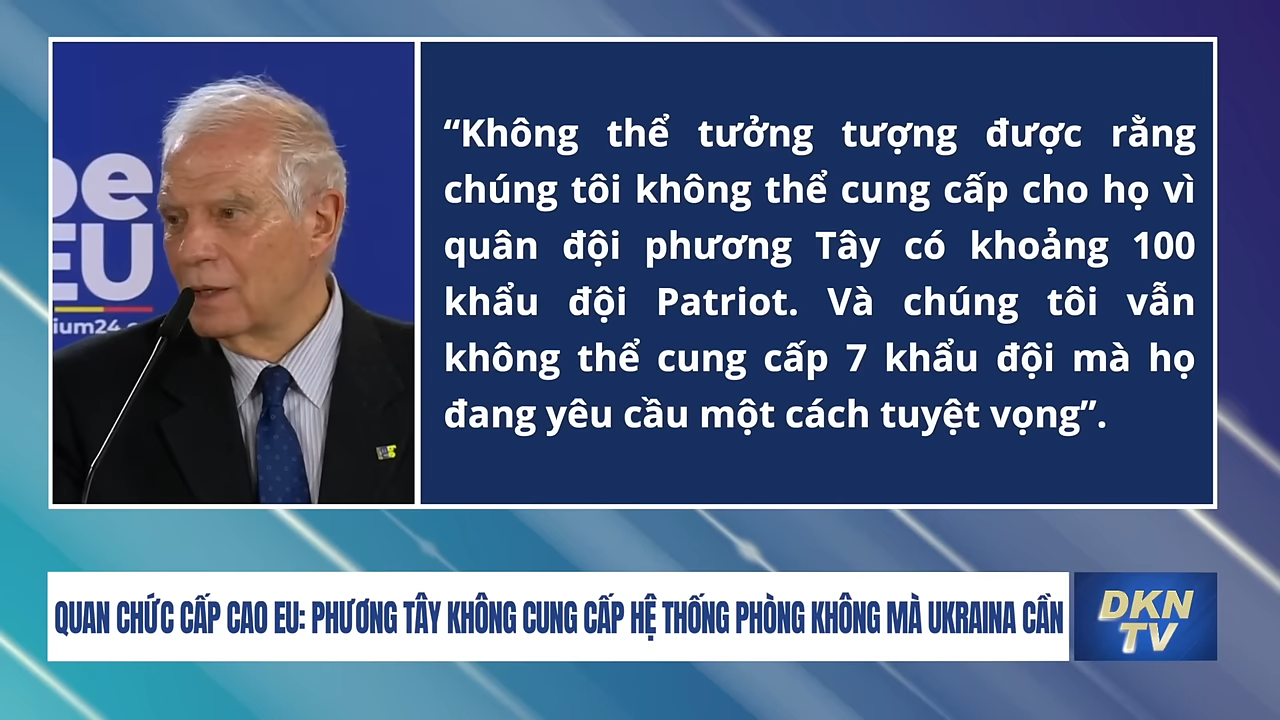 be
EU
ium24.e
“Không thể tưởng tượng được rằng
chúng tôi không thể cung cấp cho họ vì
quân đội phương Tây có khoảng 100
khẩu đội Patriot. Và chúng tôi vẫn
không thể cung cấp 7 khẩu đội mà họ
đang yêu cầu một cách tuyệt vọng”.
QUAN CHỨC CẤP CAO EU: PHƯƠNG TÂY KHÔNG CUNG CẤP HỆ THỐNG PHÒNG KHÔNG MÀ UKRAINA CẦN
DKN
TV